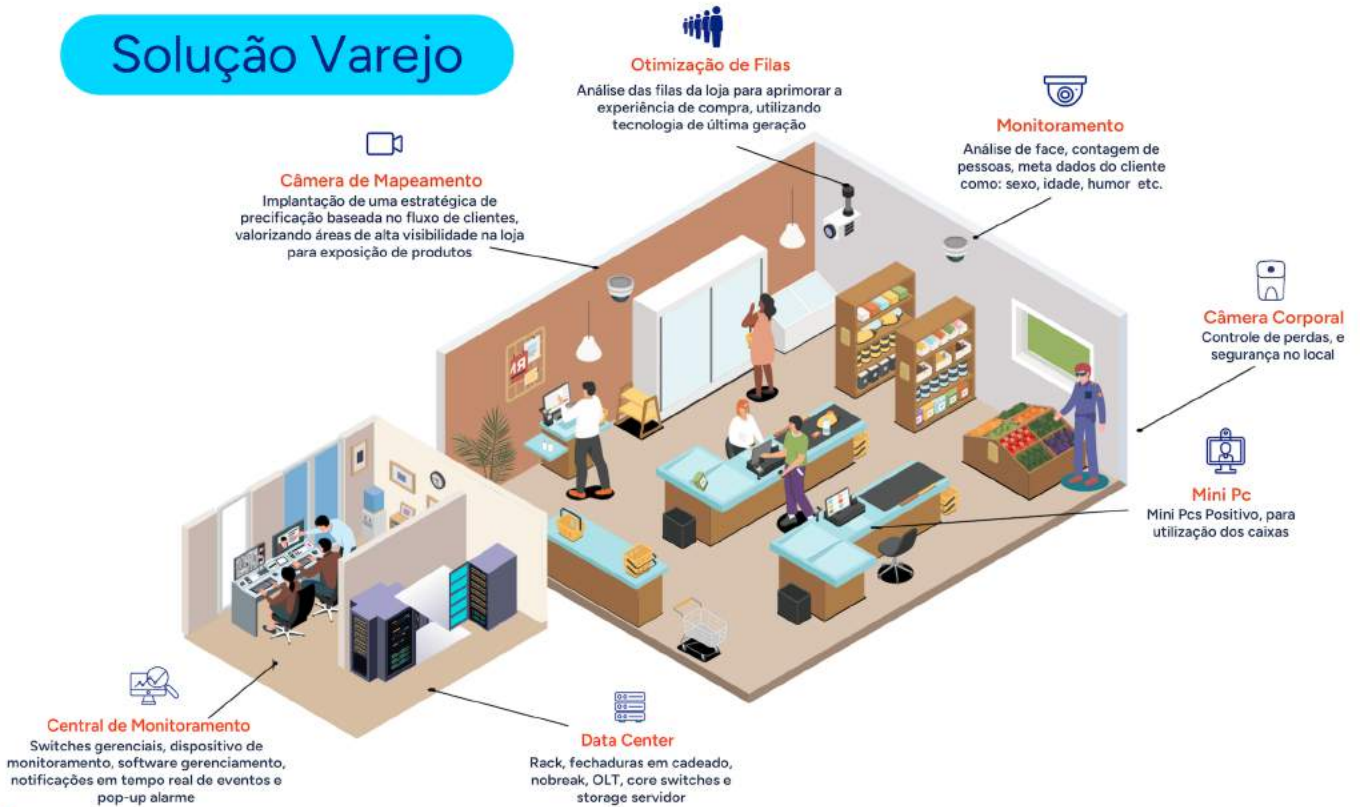 Solução Varejo
Otimização de Filas
Análise das filas da loja para aprimorar a
experiência de compra, utilizando
tecnologia de última geração
Monitoramento
Análise de face, contagem de
pessoas, meta dados do cliente
como: sexo, idade, humor etc.
Câmera de Mapeamento
Implantação de uma estratégica de
precificação baseada no fluxo de clientes,
valorizando áreas de alta visibilidade na loja
para exposição de produtos
Câmera Corporal
Controle de perdas, e
segurança no local
Mini Pc
Mini Pcs Positivo, para
utilização dos caixas
Central de Monitoramento
Switches gerenciais, dispositivo de
monitoramento, software gerenciamento,
notificações em tempo real de eventos e
pop-up alarme
Data Center
Rack, fechaduras em cadeado,
nobreak, OLT, core switches e
storage servidor